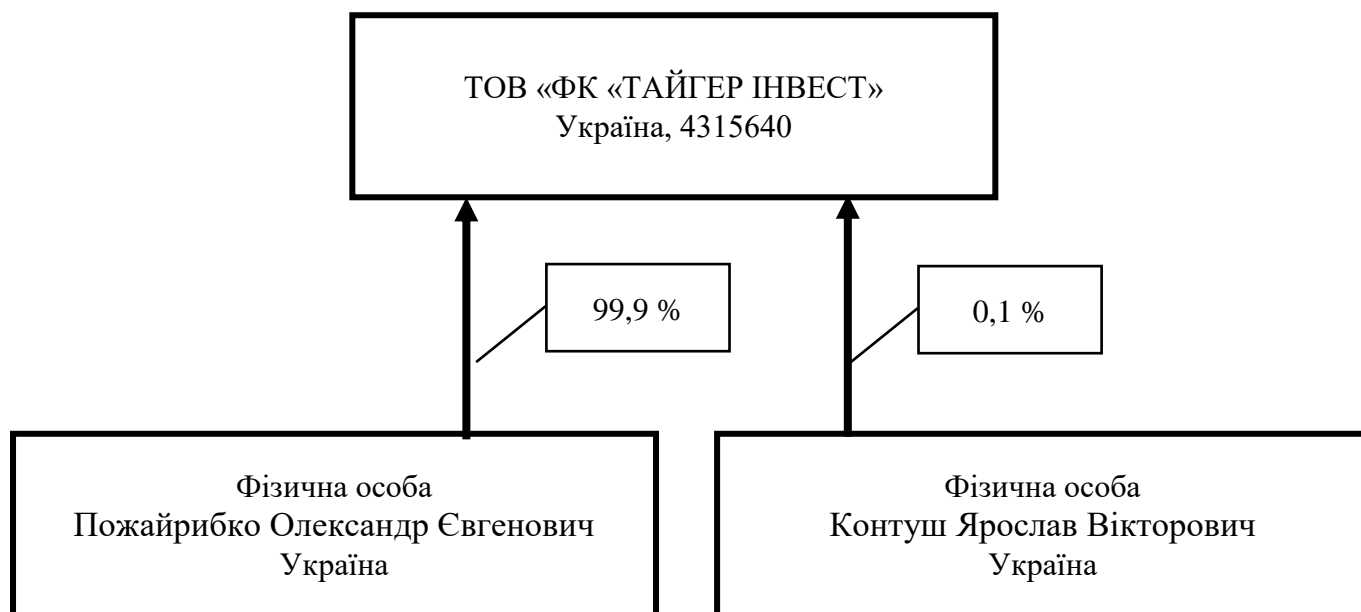 ТОВ «ФК «ТАЙГЕР ІНВЕСТ»
Україна, 4315640
99,9 %
0,1 %
Фізична особа
Пожайрибко Олександр Євгенович
Україна
Фізична особа
Контуш Ярослав Вікторович
Україна